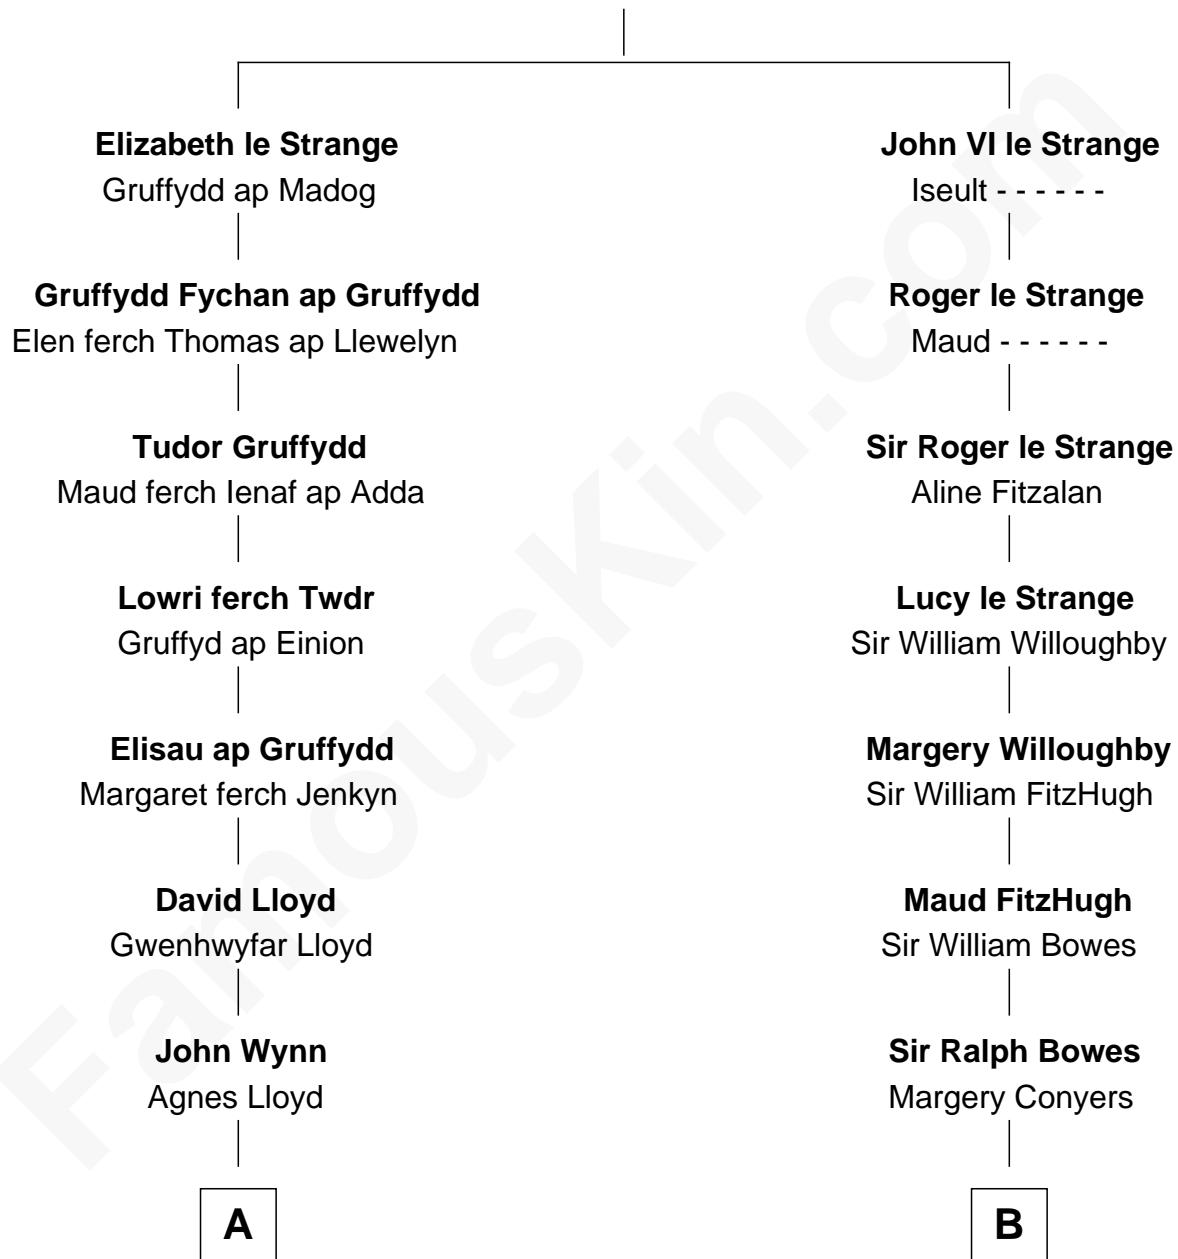 Elizabeth le Strange
Gruffydd ap Madog
Gruffydd Fychan ap Gruffydd
Elen ferch Thomas ap Llewelyn
Tudor Gruffydd
Maud ferch Ienaf ap Adda
Lowri ferch Twdr
Gruffyd ap Einion
Elisau ap Gruffydd
Margaret ferch Jenkyn
David Lloyd
Gwenhwyfar Lloyd
John Wynn
Agnes Lloyd
A
John VI le Strange
Iseult - - - - - -
Roger le Strange
Maud - - - - - -
Sir Roger le Strange
Aline Fitzalan
Lucy le Strange
Sir William Willoughby
Margery Willoughby
Sir William FitzHugh
Maud FitzHugh
Sir William Bowes
Sir Ralph Bowes
Margery Conyers
B
FamousKin.com